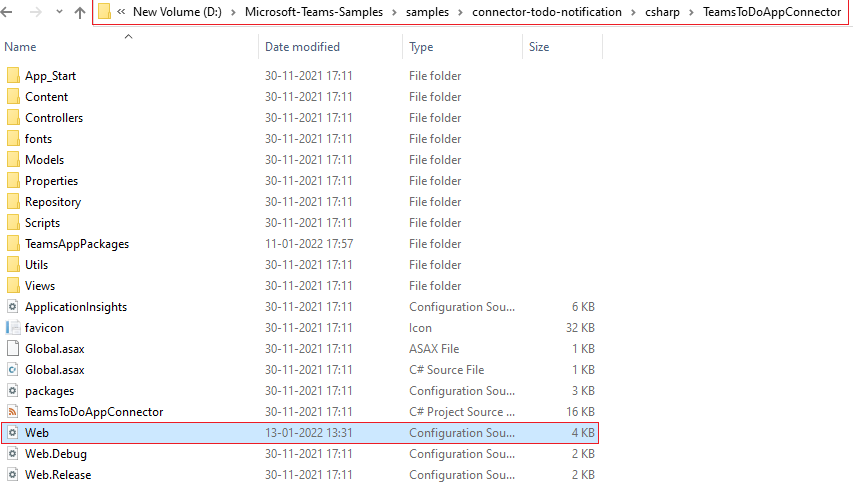 « New Volume (D:) > Microsoft-Teams-Samples > samples > connector-todo-notification > csharp > TeamsToDoAppConnector
Name Date modified Type Size
App_Start 30-11-2021 17:11 File folder
Content 30-11-2021 17:11 File folder
Controllers 30-11-2021 17:11 File folder
fonts 30-11-2021 17:11 File folder
Models 30-11-2021 17:11 File folder
Properties 30-11-2021 17:11 File folder
Repository 30-11-2021 17:11 File folder
Scripts 30-11-2021 17:11 File folder
TeamsAppPackages 11-01-2022 17:57 File folder
Utils 30-11-2021 17:11 File folder
Views 30-11-2021 17:11 File folder
ApplicationInsights 30-11-2021 17:11 Configuration Sou... 6 KB
favicon 30-11-2021 17:11 Icon 32 KB
Global.asax 30-11-2021 17:11 ASAX File 1 KB
Global.asax 30-11-2021 17:11 C# Source File 1 KB
packages 30-11-2021 17:11 Configuration Sou... 3 KB
TeamsToDoAppConnector 30-11-2021 17:11 C# Project Source ... 16 KB
Web 13-01-2022 13:31 Configuration Sou... 4 KB
Web.Debug 30-11-2021 17:11 Configuration Sou... 2 KB
Web.Release 30-11-2021 17:11 Configuration Sou... 2 KB